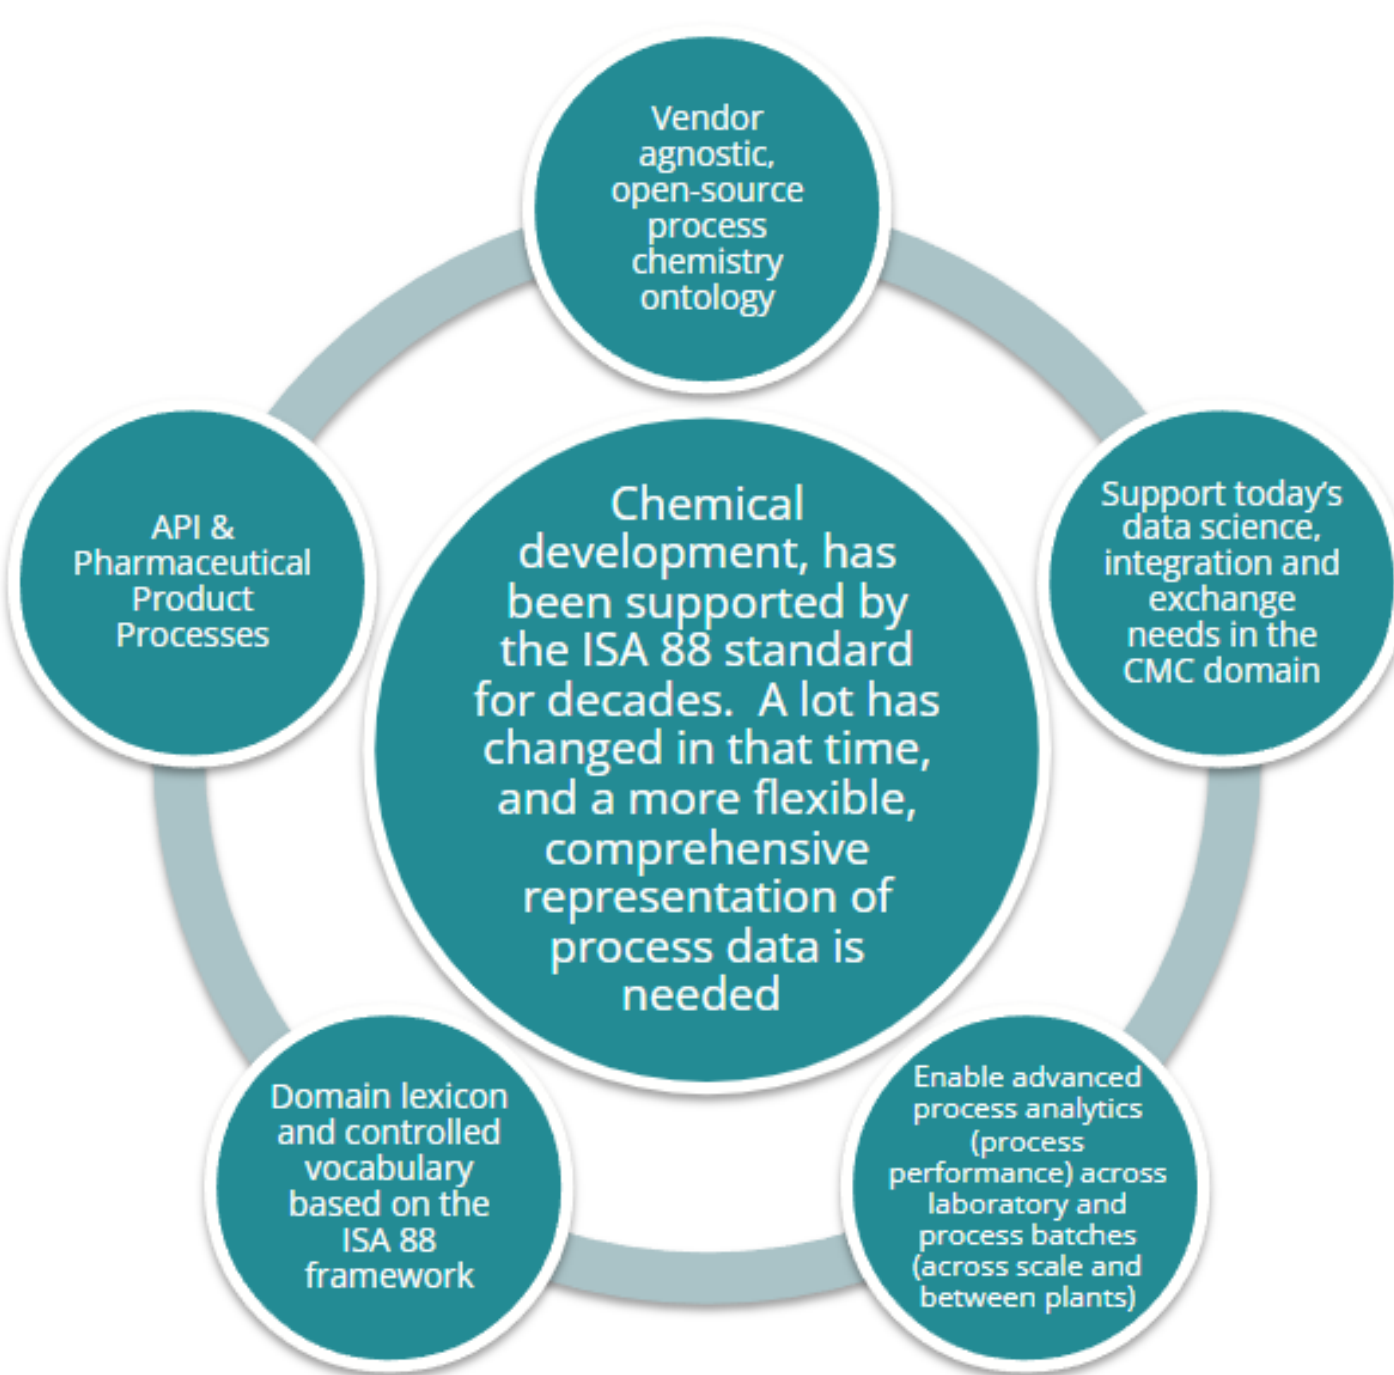 Vendor
agnostic,
open-source
process
chemistry
ontology
Support today’s
data science,
integration and
exchange
needs in the
CMC domain
Enable advanced
process analytics
(process
performance) across
laboratory and
process batches
(across scale and
between plants)
Domain lexicon
and controlled
vocabulary
based on the
ISA 88
framework
API &
Pharmaceutical
Product
Processes
Chemical
development, has
been supported by
the ISA 88 standard
for decades.  A lot has
changed in that time,
and a more flexible,
comprehensive
representation of
process data is
needed